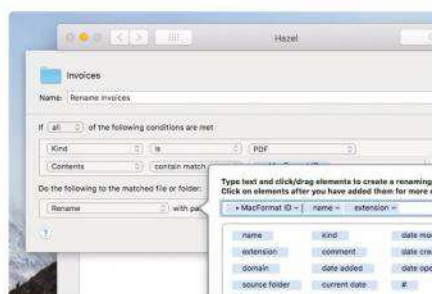 Hazel
Invoices
Name: Rename Invoices
If all of the following conditions are met
Kind is PDF
Contents contain match
Do the following to the matched file or folder:
Rename with pa
Type text and click/drag elements to create a renaming
Click on elements after you have added them for more
• MacFormat ID name extension
name kind date mo
extension comment date cre
domain date added date ope
source folder current date #
?